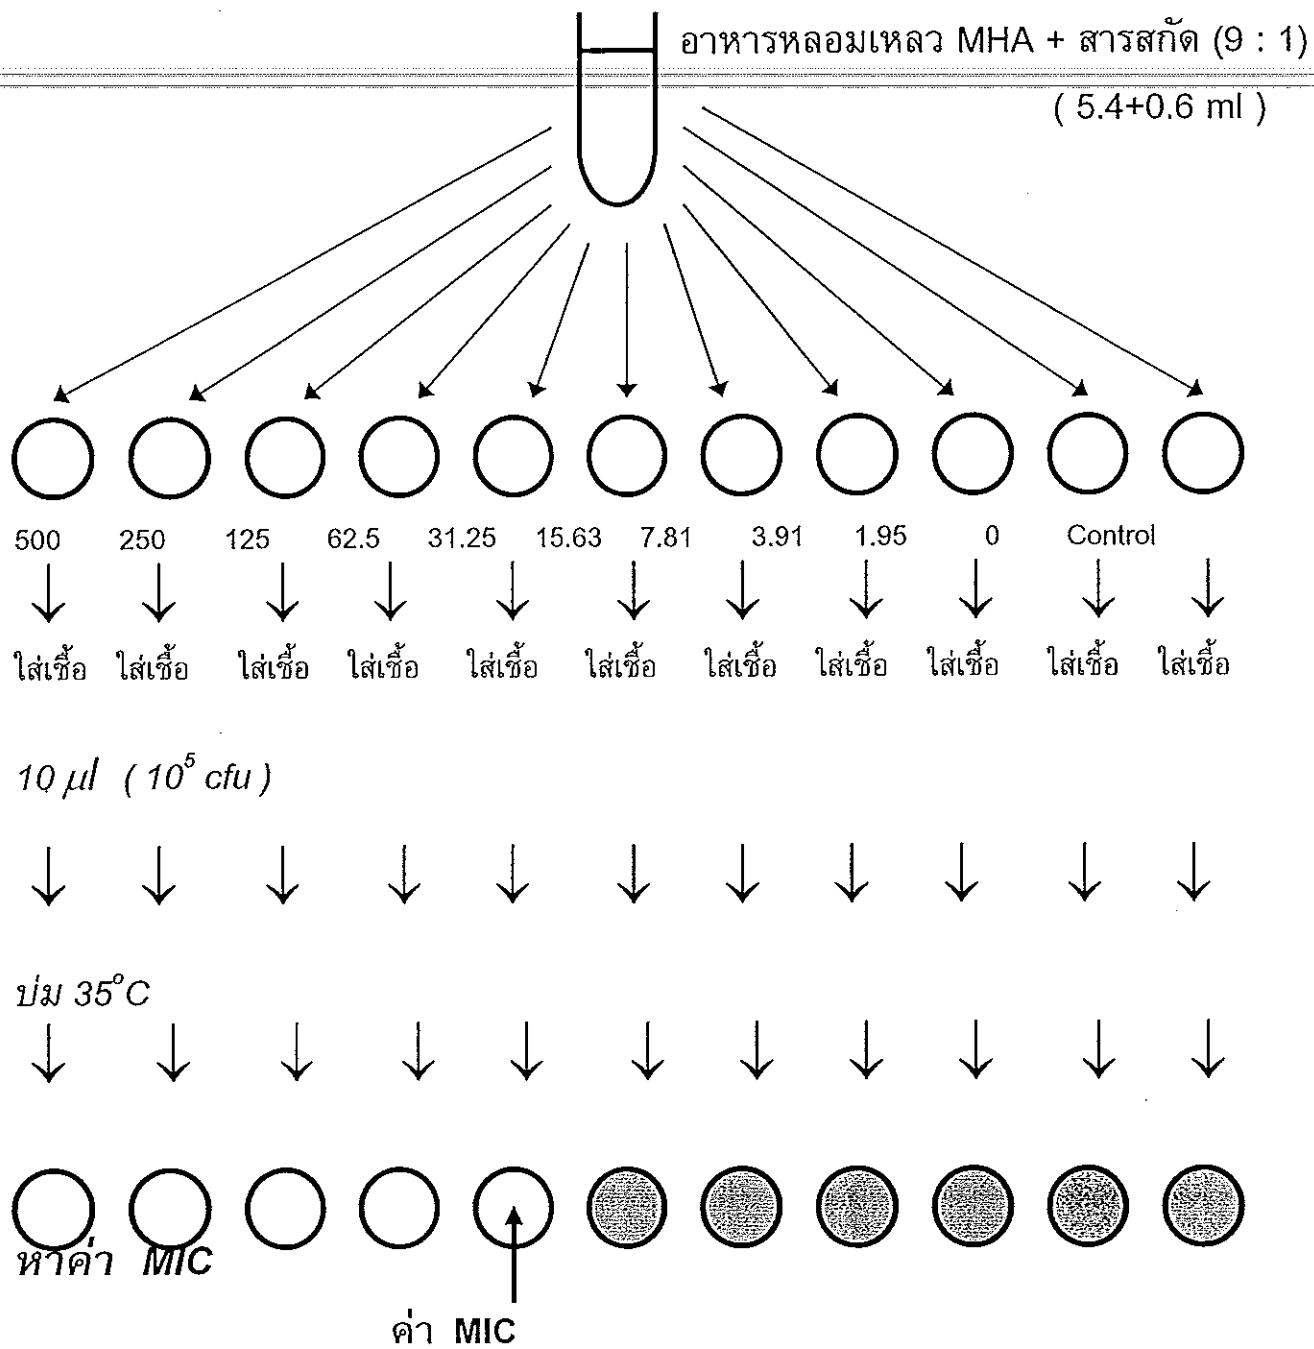 อาหารหลอมเหลว MHA + สารสกัด (9 : 1)
( 5.4+0.6 ml )
500 250 125 62.5 31.25 15.63 7.81 3.91 1.95 0 Control
ใส่เชื้อ ใส่เชื้อ ใส่เชื้อ ใส่เชื้อ ใส่เชื้อ ใส่เชื้อ ใส่เชื้อ ใส่เชื้อ ใส่เชื้อ ใส่เชื้อ ใส่เชื้อ
10 µl ( 10⁵ cfu )
บ่ม 35°C
หาค่า MIC
ค่า MIC